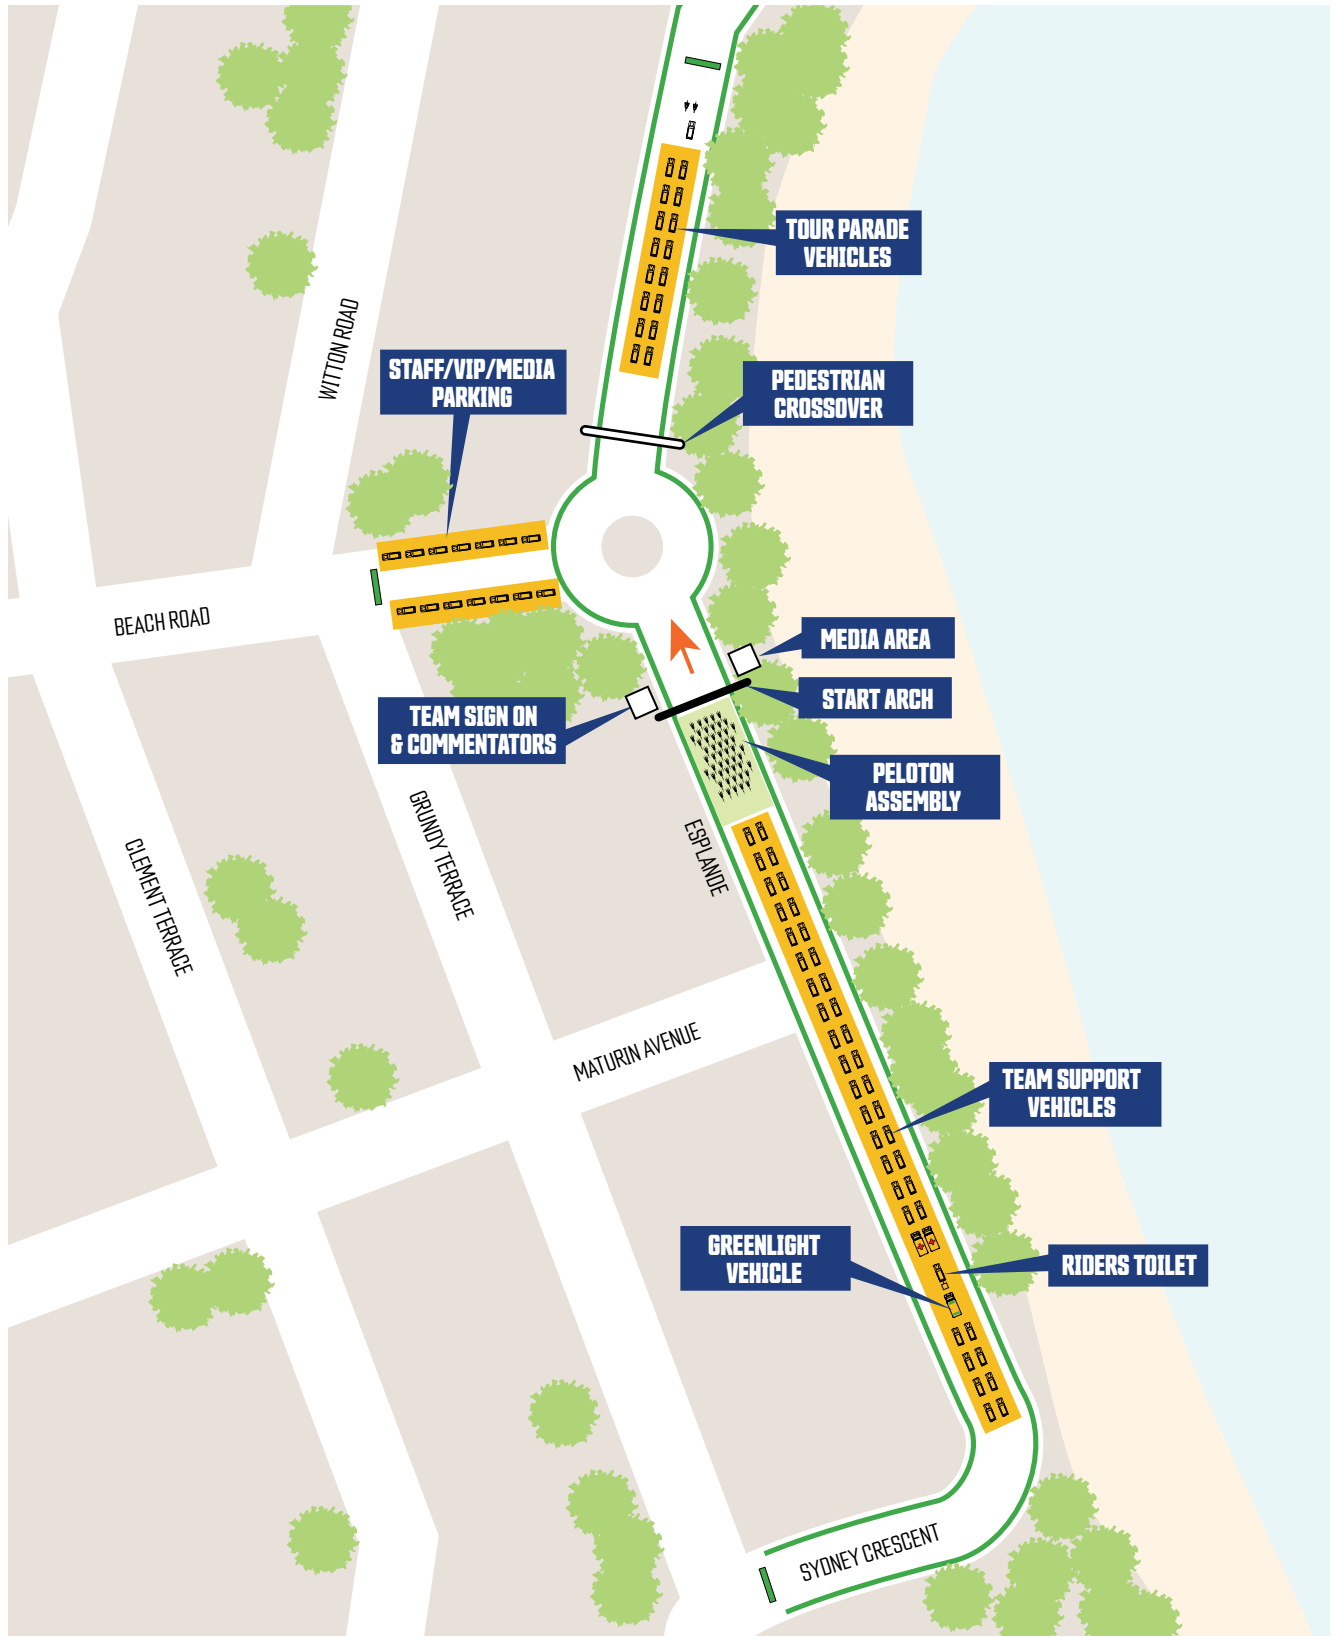 TOUR PARADE
VEHICLES
WITTON ROAD
STAFF/VIP/MEDIA
PARKING
PEDESTRIAN
CROSSOVER
BEACH ROAD
MEDIA AREA
START ARCH
TEAM SIGN ON
& COMMENTATORS
PELOTON
ASSEMBLY
GRUNDY TERRACE
ESPLANDE
CLEMENT TERRACE
MATURIN AVENUE
TEAM SUPPORT
VEHICLES
GREENLIGHT
VEHICLE
RIDERS TOILET
SYDNEY CRESCENT